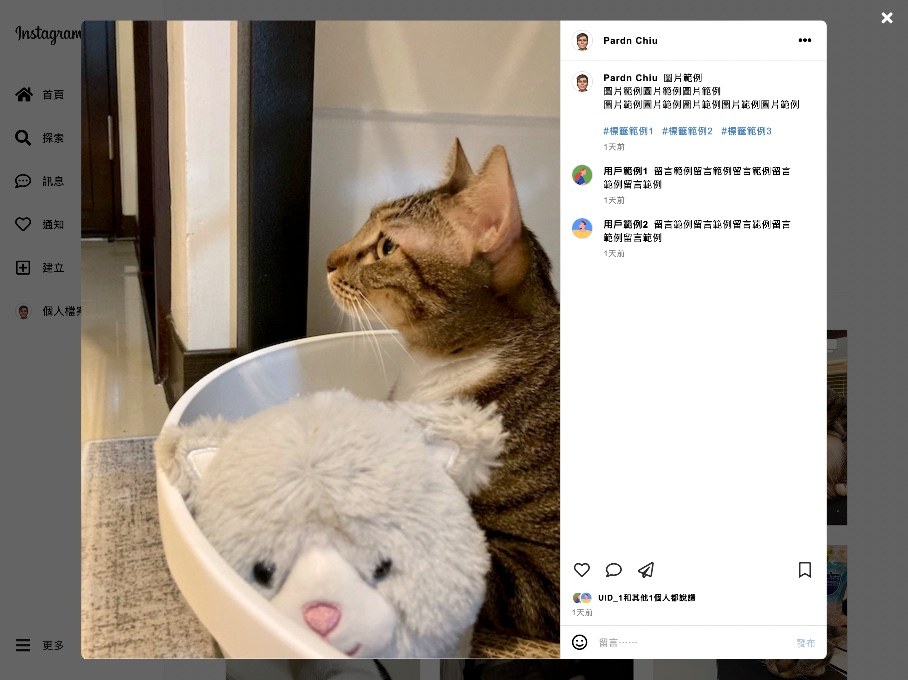 Instagram
首頁
探索
訊息
通知
建立
個人檔案
更多
Pardn Chiu
Pardn Chiu 圖片範例
圖片範例圖片範例圖片範例
圖片範例圖片範例圖片範例圖片範例圖片範例
#標籤範例1 #標籤範例2 #標籤範例3
1天前
用戶範例1 留言範例留言範例留言範例留言
範例留言範例
1天前
用戶範例2 留言範例留言範例留言範例留言
範例留言範例
1天前
UID_1和其他1個人都說讚
1天前
留言……
發布